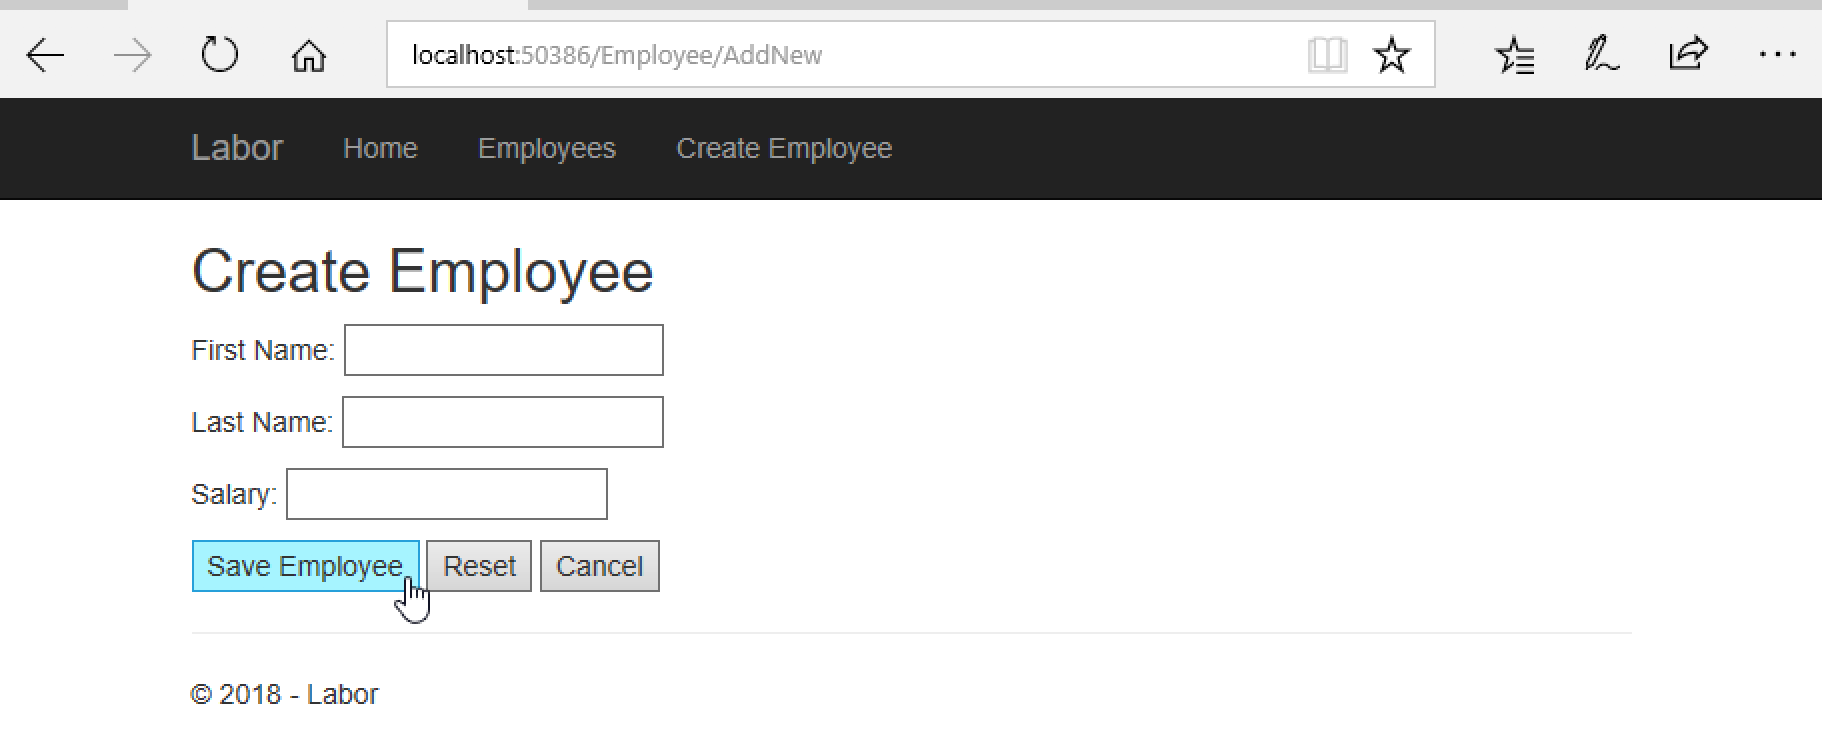 localhost:50386/Employee/AddNew
Labor Home Employees Create Employee
Create Employee
First Name:
Last Name:
Salary:
Save Employee Reset Cancel
© 2018 - Labor